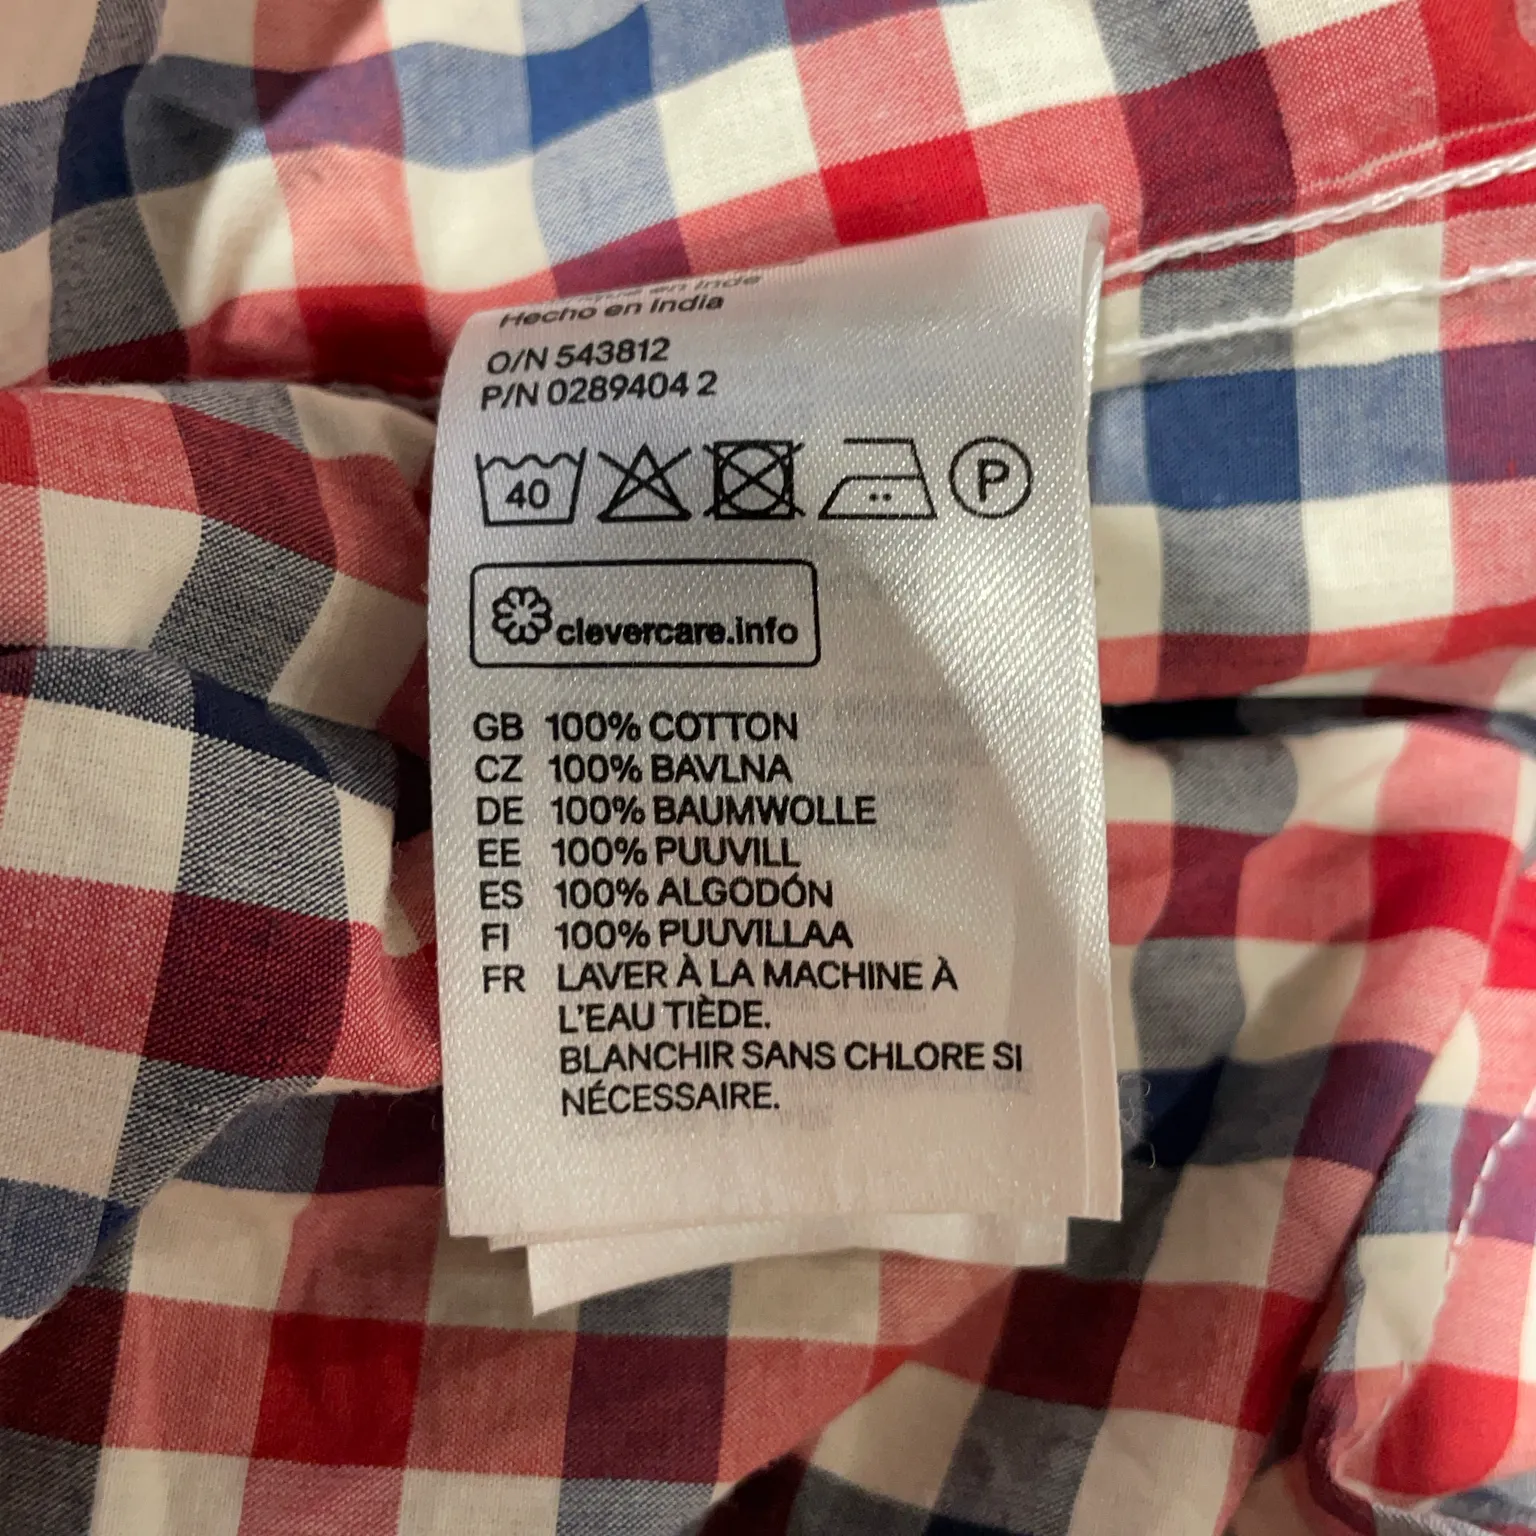 en Inde
Hecho en India
O/N 543812
P/N 0289404 2
40
P
clevercare.info
GB 100% COTTON
CZ 100% BAVLNA
DE 100% BAUMWOLLE
EE 100% PUUVILL
ES 100% ALGODÓN
FI 100% PUUVILLAA
FR LAVER À LA MACHINE À
L'EAU TIÈDE.
BLANCHIR SANS CHLORE SI
NÉCESSAIRE.